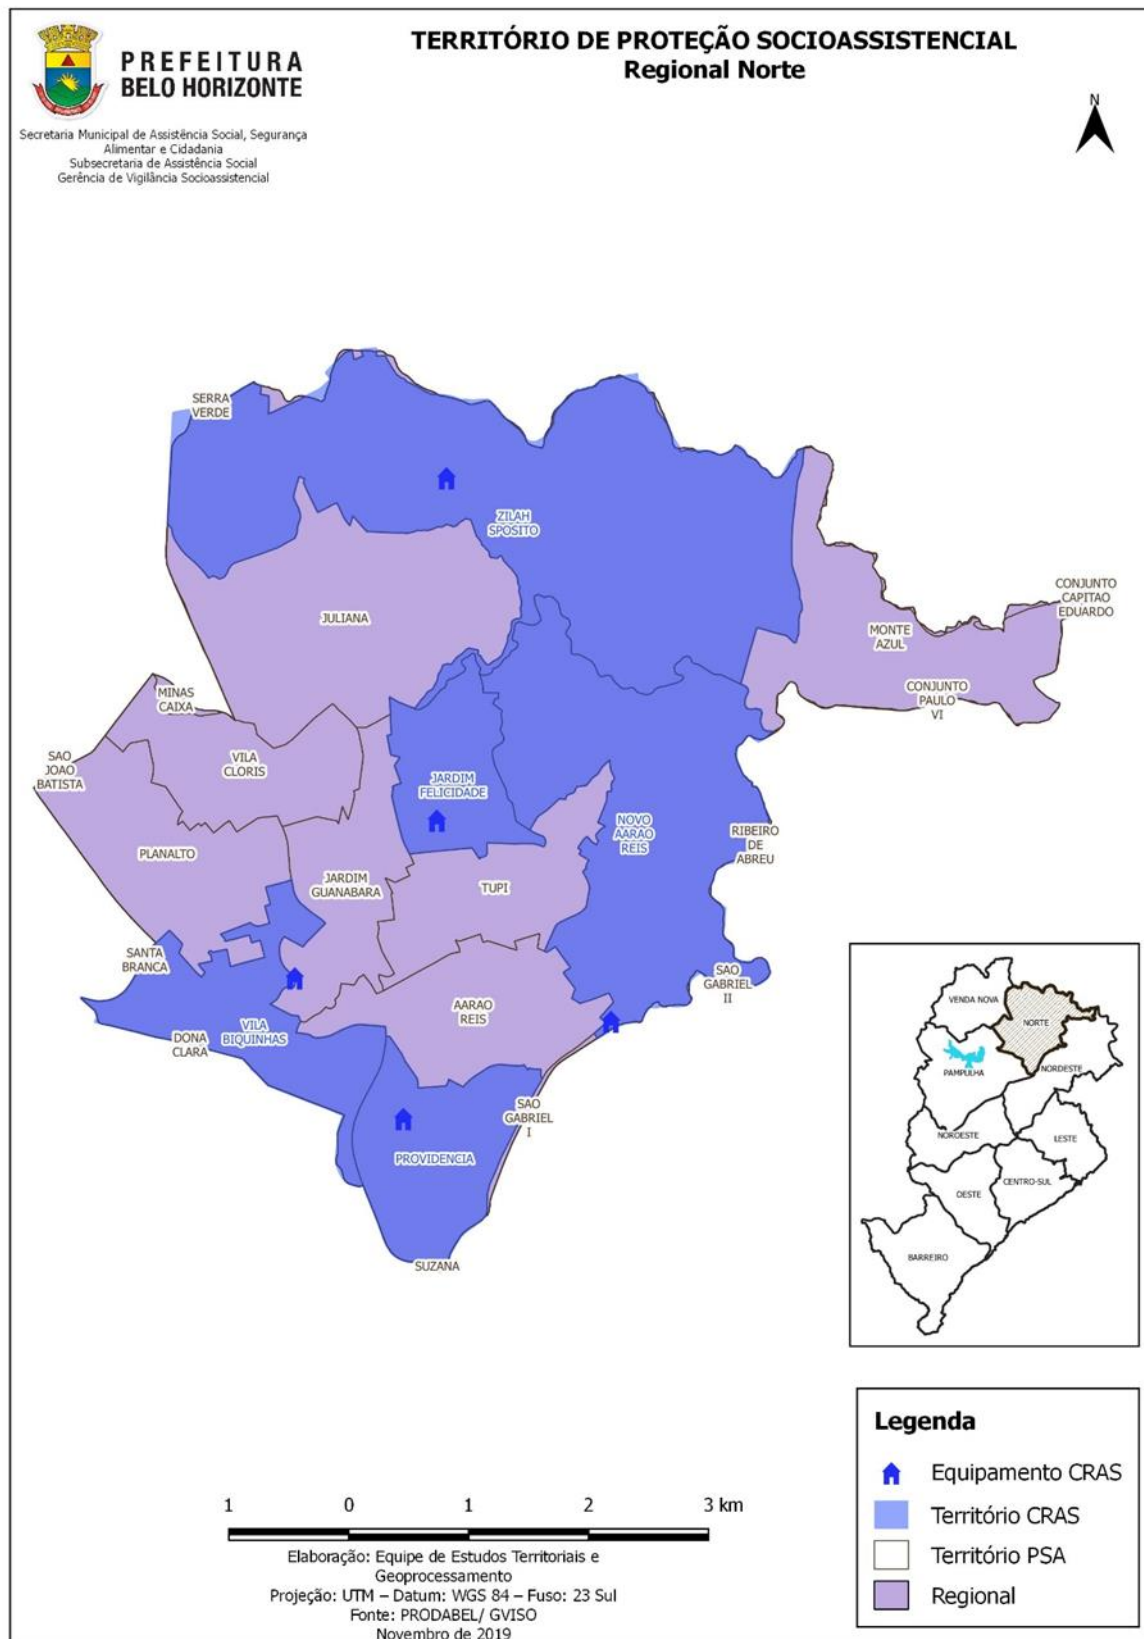 PREFEITURA
BELO HORIZONTE
Secretaria Municipal de Assistência Social, Segurança
Alimentar e Cidadania
Subsecretaria de Assistência Social
Gerência de Vigilância Socioassistencial
TERRITÓRIO DE PROTEÇÃO SOCIOASSISTENCIAL
Regional Norte
N
SERRA
VERDE
ZILAH
SPOSITO
CONJUNTO
CAPITAO
EDUARDO
JULIANA
MONTE
AZUL
MINAS
CAIXA
CONJUNTO
PAULO
VI
SAO
JOAO
BATISTA
VILA
CLORIS
JARDIM
FELICIDADE
NOVO
AARAO
REIS
RIBEIRO
DE
ABREU
PLANALTO
JARDIM
GUANABARA
TUPI
SANTA
BRANCA
SAO
GABRIEL
II
AARAO
REIS
DONA
CLARA
VILA
BIQUINHAS
SAO
GABRIEL
I
PROVIDENCIA
SUZANA
VENDA NOVA
NORTE
PAMPULHA
NORDESTE
NOROESTE
LESTE
OESTE
CENTRO-SUL
BARREIRO
Legenda
Equipamento CRAS
Território CRAS
Território PSA
Regional
1 0 1 2 3 km
Elaboração: Equipe de Estudos Territoriais e
Geoprocessamento
Projeção: UTM – Datum: WGS 84 – Fuso: 23 Sul
Fonte: PRODABEL/ GVISO
Novembro de 2019